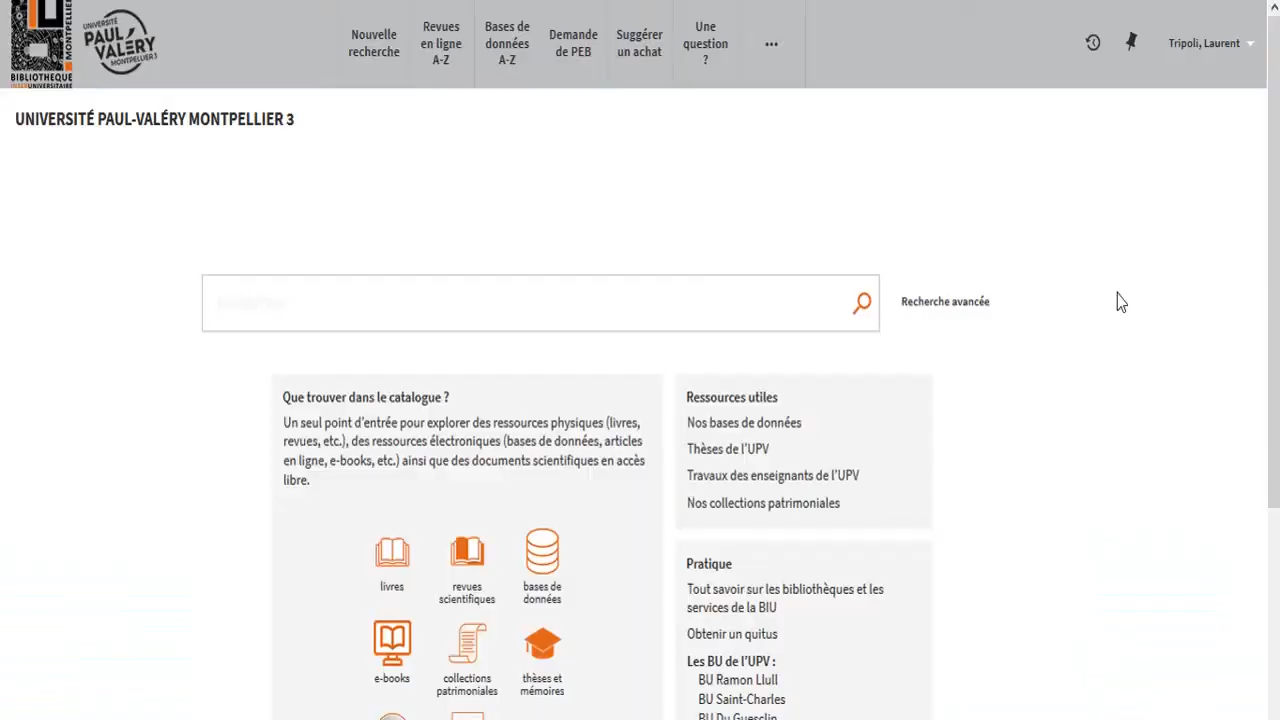 MONTPELLIER
BIBLIOTHEQUE
INTERUNIVERSITAIRE
UNIVERSITÉ
PAUL-
VALÉRY
MONTPELLIER3
Nouvelle
recherche
Revues
en ligne
A-Z
Bases de
données
A-Z
Demande
de PEB
Suggérer
un achat
Une
question
?
•••
Tripoli, Laurent
UNIVERSITÉ PAUL-VALÉRY MONTPELLIER 3
Recherche avancée
Que trouver dans le catalogue ?
Un seul point d'entrée pour explorer des ressources physiques (livres,
revues, etc.), des ressources électroniques (bases de données, articles
en ligne, e-books, etc.) ainsi que des documents scientifiques en accès
libre.
livres
revues
scientifiques
bases de
données
e-books
collections
patrimoniales
thèses et
mémoires
Ressources utiles
Nos bases de données
Thèses de l'UPV
Travaux des enseignants de l'UPV
Nos collections patrimoniales
Pratique
Tout savoir sur les bibliothèques et les
services de la BIU
Obtenir un quitus
Les BU de l'UPV :
BU Ramon Llull
BU Saint-Charles
BU Du Guesclin